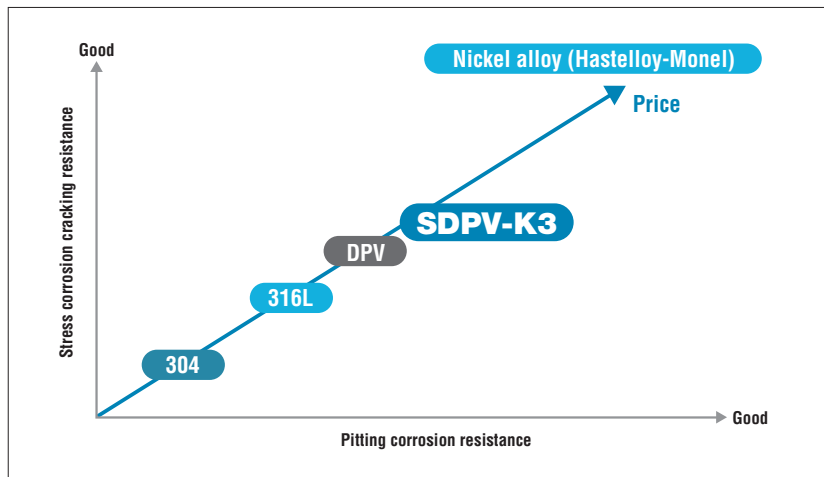 Good
Nickel alloy (Hastelloy-Monel)
Price
SDPV-K3
DPV
316L
304
Stress corrosion cracking resistance
Good
Pitting corrosion resistance